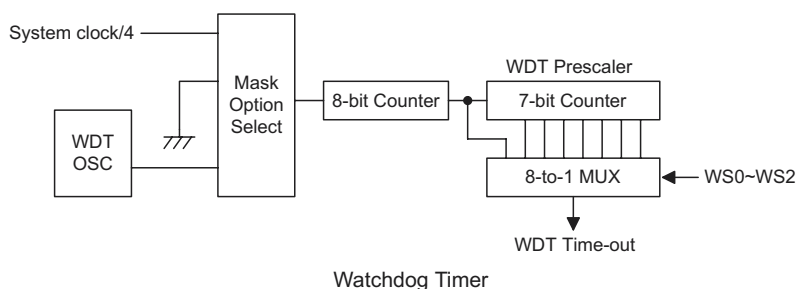 System clock/4
WDT
OSC
Mask
Option
Select
8-bit Counter
WDT Prescaler
7-bit Counter
8-to-1 MUX
WS0~WS2
WDT Time-out
Watchdog Timer